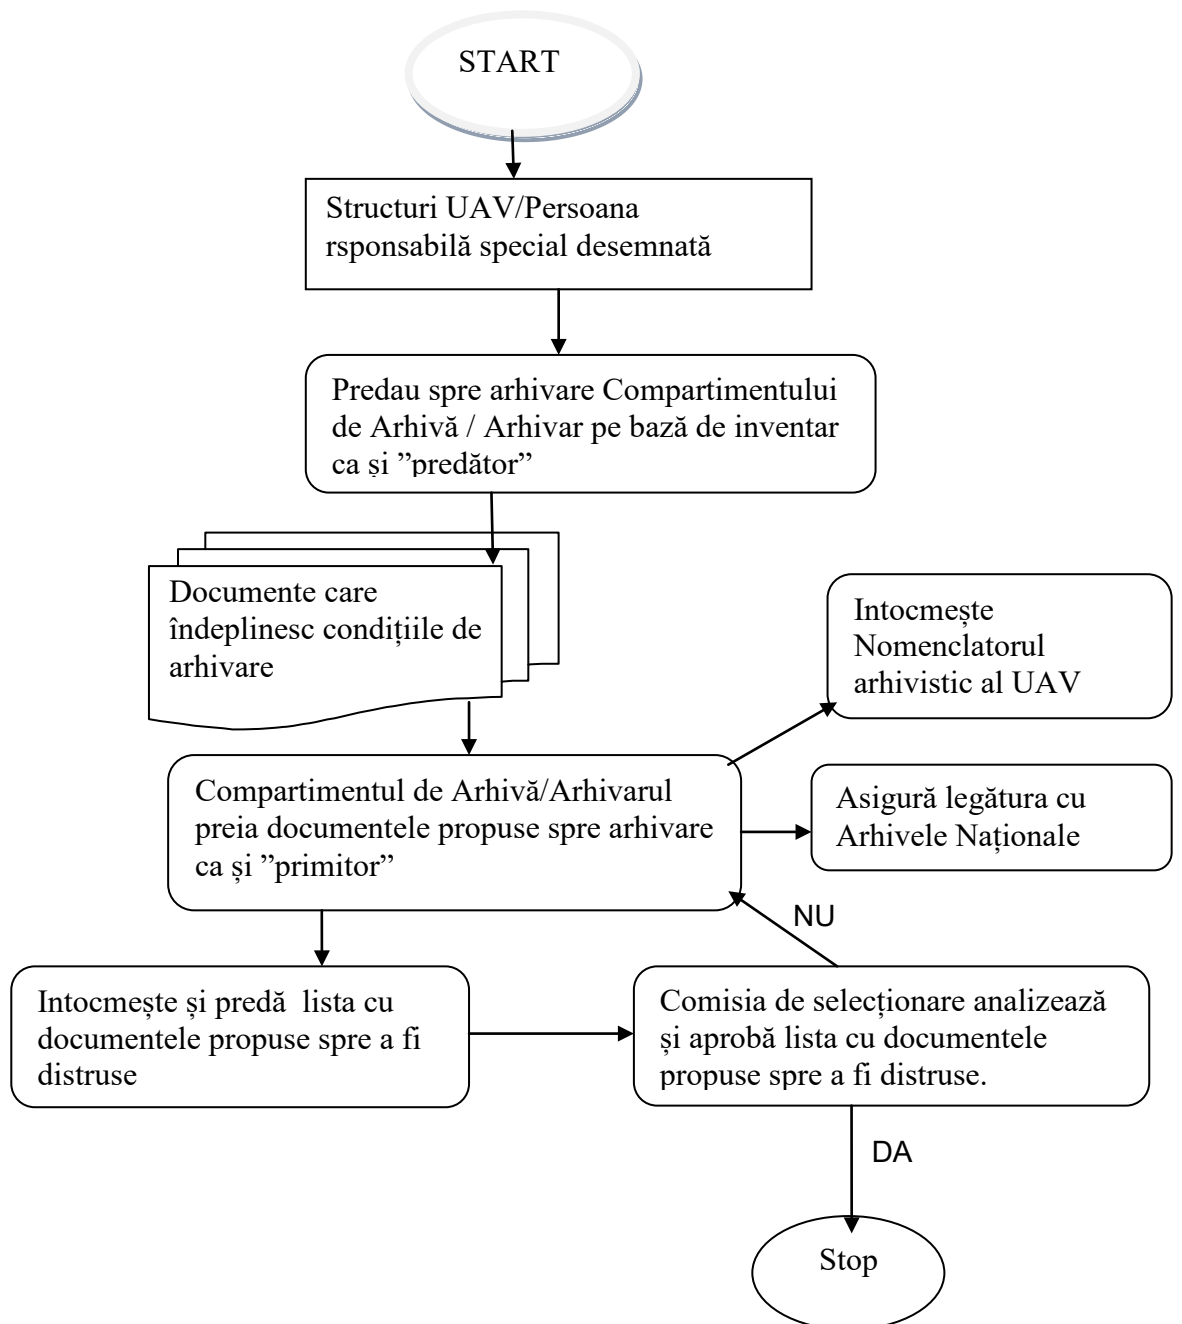 START
Structuri UAV/Persoana
rsponsabilă special desemnată
Predau spre arhivare Compartimentului
de Arhivă / Arhivar pe bază de inventar
ca și ”predător”
Documente care
îndeplinesc condițiile de
arhivare
Intocmește
Nomenclatorul
arhivistic al UAV
Compartimentul de Arhivă/Arhivarul
preia documentele propuse spre arhivare
ca și ”primitor”
Asigură legătura cu
Arhivele Naționale
NU
Intocmește și predă  lista cu
documentele propuse spre a fi
distruse
Comisia de selecționare analizează
și aprobă lista cu documentele
propuse spre a fi distruse.
DA
Stop